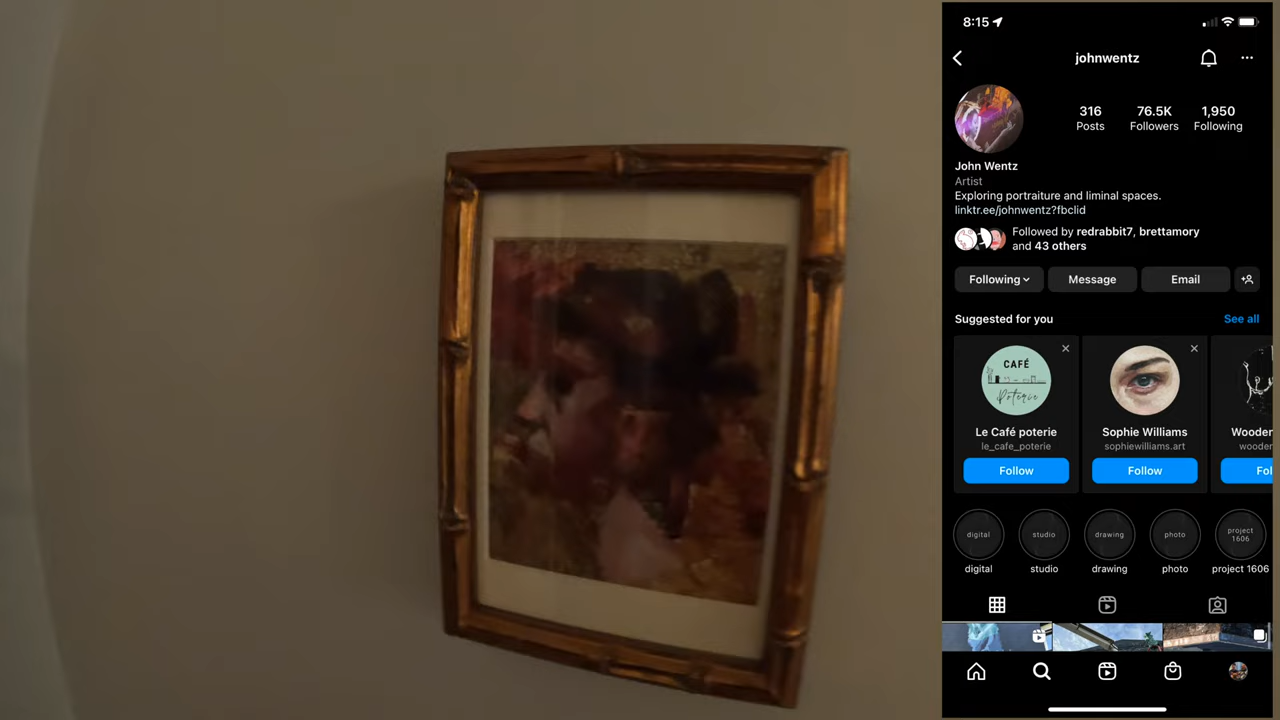 8:15
johnwentz
316
76.5K
1,950
Posts
Followers
Following
John Wentz
Artist
Exploring portraiture and liminal spaces.
linktr.ee/johnwentz?fbclid
Followed by redrabbit7, brettamory
and 43 others
Following
Message
Email
Suggested for you
See all
CAFÉ
Poterie
Le Café poterie
Sophie Williams
Wooden
le_cafe_poterie
sophiewilliams.art
wooden
Follow
Follow
Fol
digital
studio
drawing
photo
project
1606
digital
studio
drawing
photo
project 1606